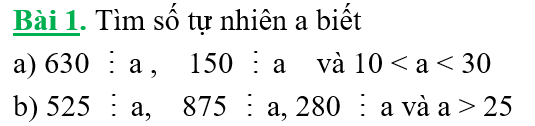 Bài 1. Tìm số tự nhiên a biết
a) 630 ⋮ a , 150 ⋮ a và 10 < a < 30
b) 525 ⋮ a, 875 ⋮ a, 280 ⋮ a và a > 25